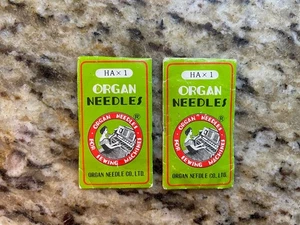 HA×1
ORGAN
NEEDLES
ORGAN NEEDLES
FOR SEWING MACHINES
®
ORGAN NEEDLE CO., LTD.
HA×1
ORGAN
NEEDLES
ORGAN NEEDLES
FOR SEWING MACHINES
®
ORGAN NEEDLE CO., LTD.